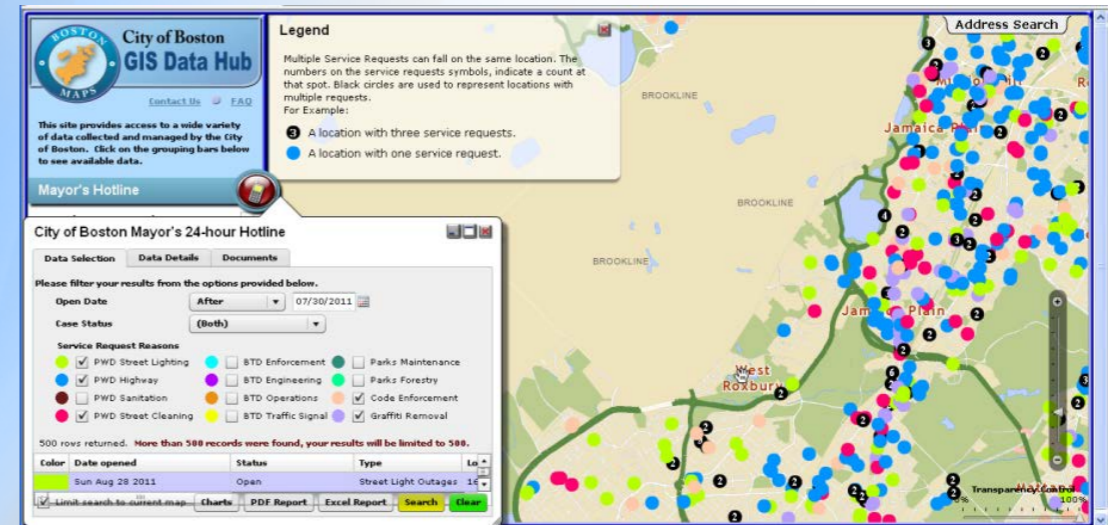 BOSTON
MAPS
City of Boston
GIS Data Hub
Contact Us
FAQ
This site provides access to a wide variety
of data collected and managed by the City
of Boston. Click on the grouping bars below
to see available data.
Mayor's Hotline
Legend
Multiple Service Requests can fall on the same location. The
numbers on the service requests symbols, indicate a count at
that spot. Black circles are used to represent locations with
multiple requests.
For Example:
3 A location with three service requests.
A location with one service request.
City of Boston Mayor's 24-hour Hotline
Data Selection Data Details Documents
Please filter your results from the options provided below.
Open Date After 07/30/2011
Case Status (Both)
Service Request Reasons
PWD Street Lighting BTD Enforcement Parks Maintenance
PWD Highway BTD Engineering Parks Forestry
PWD Sanitation BTD Operations Code Enforcement
PWD Street Cleaning BTD Traffic Signal Graffiti Removal
500 rows returned. More than 500 records were found, your results will be limited to 500.
Color Date opened Status Type Lo
Sun Aug 28 2011 Open Street Light Outages 16
Limit search to current map Charts PDF Report Excel Report Search Clear
Address Search
BROOKLINE
Jamaica Plain
BROOKLINE
BROOKLINE
Jamaica Plain
West
Roxbury
Transparency Control
0% 100%